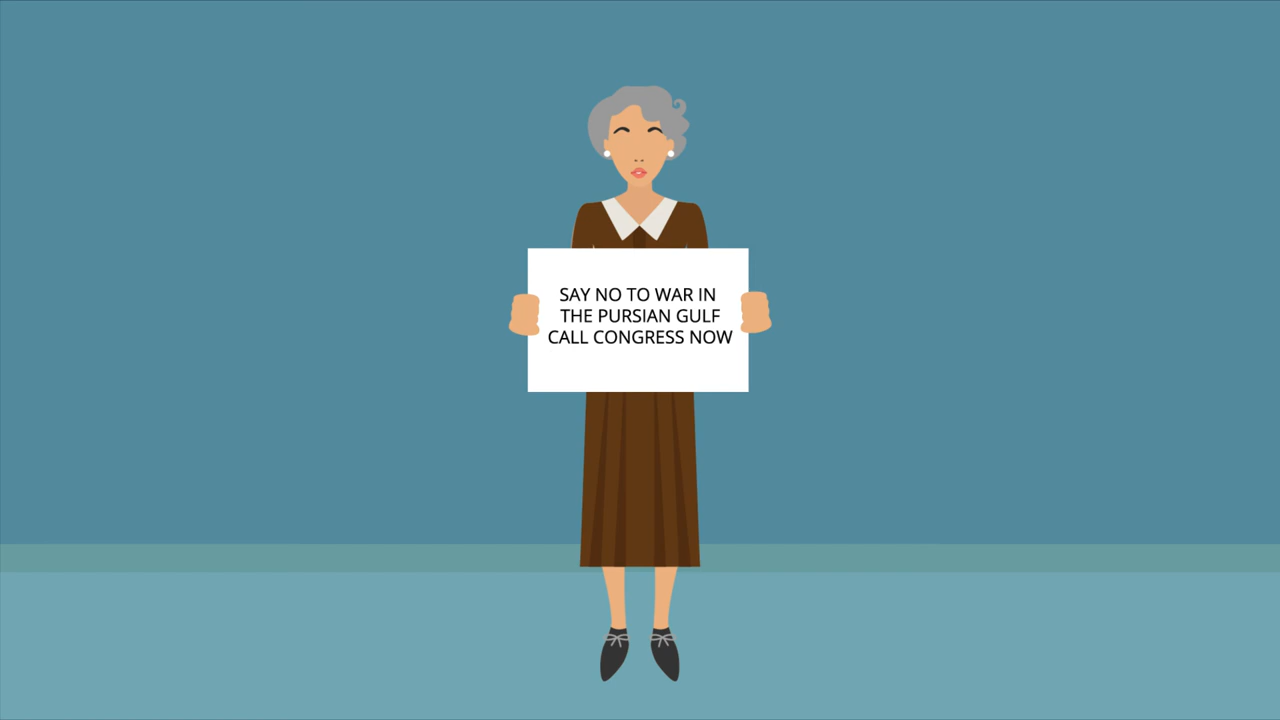 SAY NO TO WAR IN
THE PURSIAN GULF
CALL CONGRESS NOW